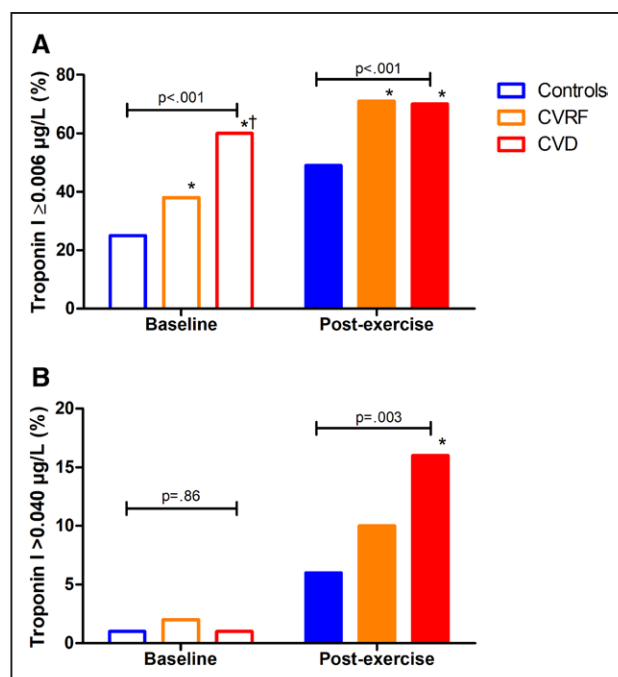 A
Troponin I ≥0.006 µg/L (%)
80
60
40
20
0
p<.001
*
*†
p<.001
*
*
Baseline
Post-exercise
Controls
CVRF
CVD
B
Troponin I >0.040 µg/L (%)
20
15
10
5
0
p=.86
p=.003
*
Baseline
Post-exercise